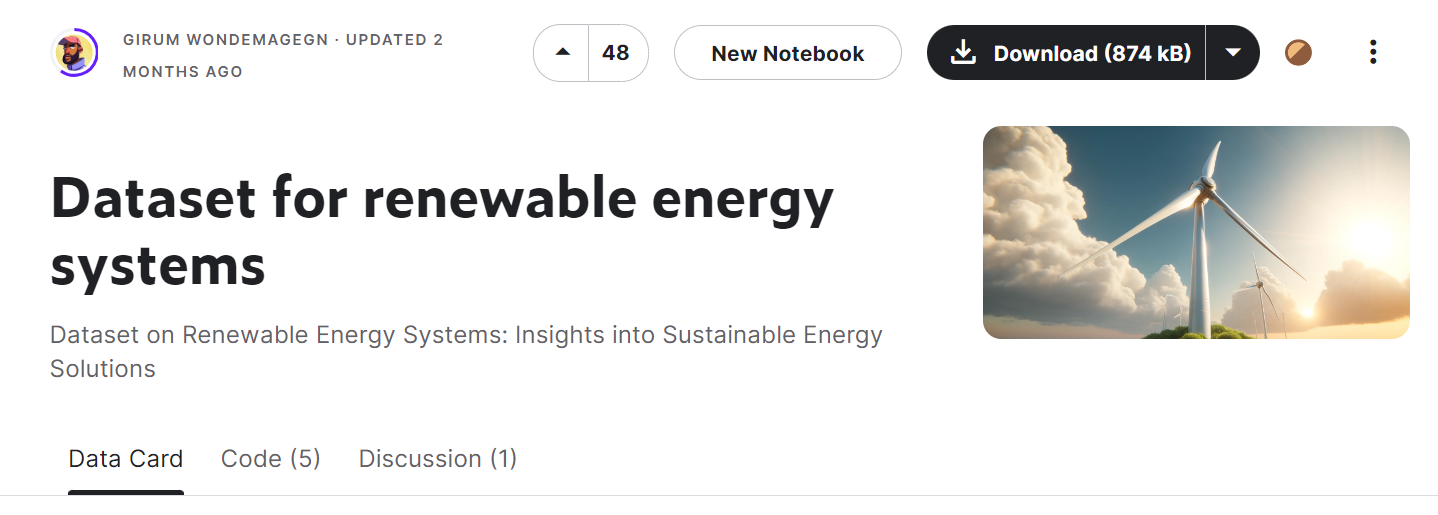 GIRUM WONDEMAGEGN · UPDATED 2
MONTHS AGO
48
New Notebook
Download (874 kB)
Dataset for renewable energy
systems
Dataset on Renewable Energy Systems: Insights into Sustainable Energy
Solutions
Data Card
Code (5)
Discussion (1)